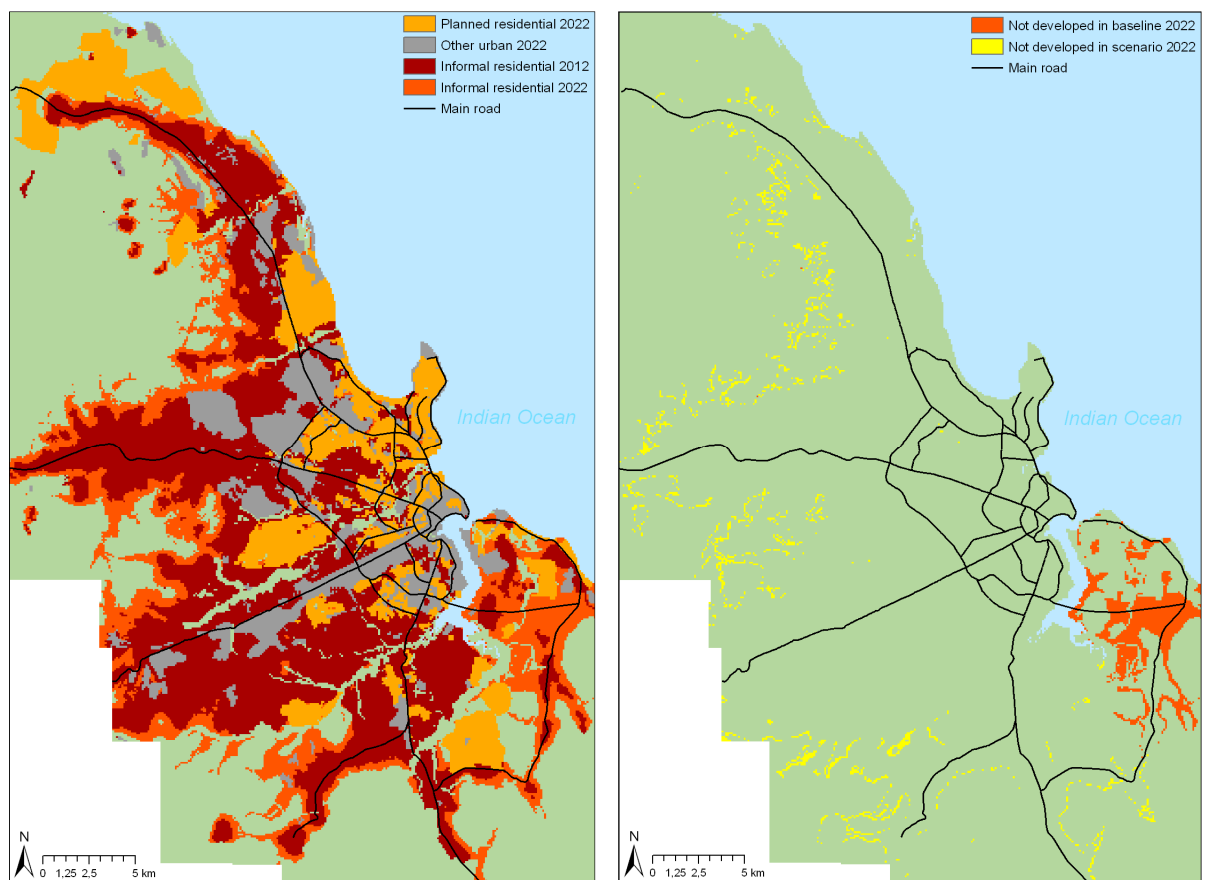 Planned residential 2022
Other urban 2022
Informal residential 2012
Informal residential 2022
Main road
Indian Ocean
N
0 1,25 2,5 5 km
Not developed in baseline 2022
Not developed in scenario 2022
Main road
Indian Ocean
N
0 1,25 2,5 5 km